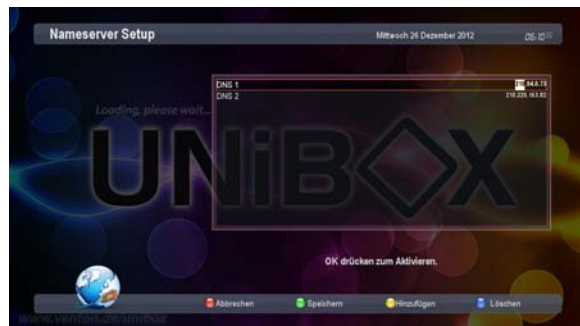 Nameserver Setup
Mittwoch 26 Dezember 2012
Loading, please wait...
DNS 1
DNS 2
UNiBOX
OK drücken zum Aktivieren.
Abbrechen
Speichern
Hinzufügen
Löschen
www.venton.de/unibox